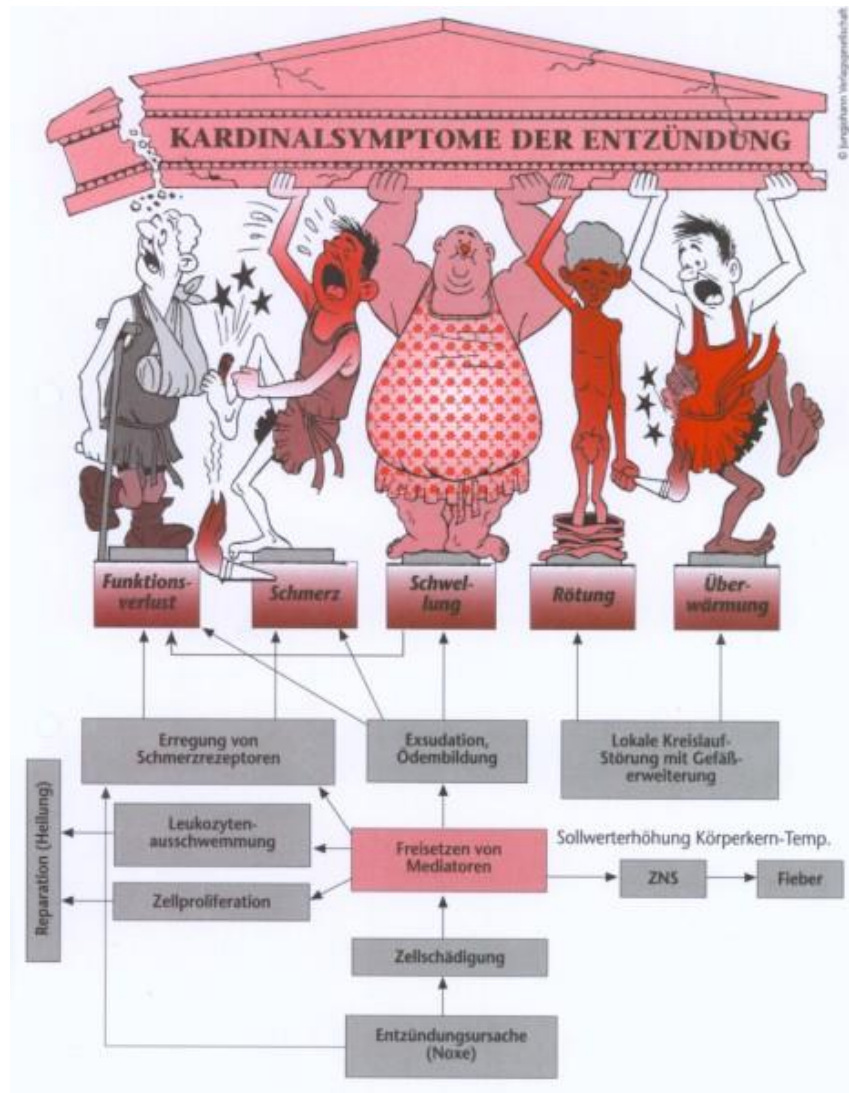 © Jungjohann Verlagsgesellschaft
KARDINALSYMPTOME DER ENTZÜNDUNG
Funktions-
verlust
Schmerz
Schwel-
lung
Rötung
Über-
wärmung
Erregung von
Schmerzrezeptoren
Exsudation,
Ödembildung
Lokale Kreislauf-
Störung mit Gefäß-
erweiterung
Reparation (Heilung)
Leukozyten-
ausschwemmung
Freisetzen von
Mediatoren
Sollwerterhöhung Körperkern-Temp.
ZNS
Fieber
Zellproliferation
Zellschädigung
Entzündungsursache
(Noxe)